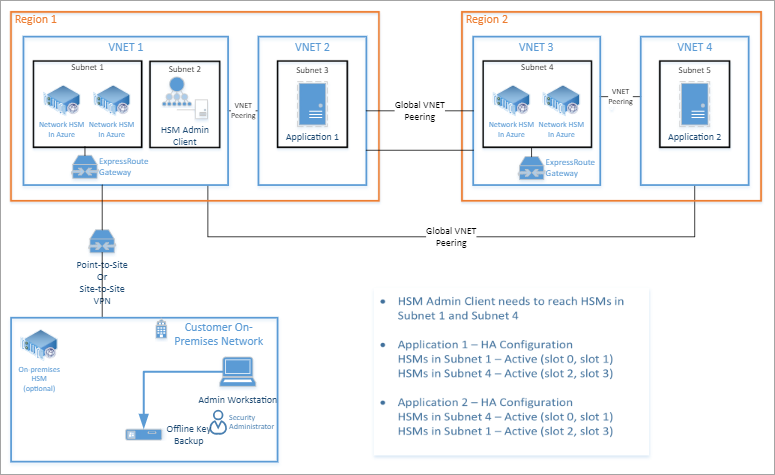 Region 1
Region 2
VNET 1
VNET 2
VNET 3
VNET 4
Subnet 1
Subnet 2
Subnet 3
Subnet 4
Subnet 5
Network HSM
In Azure
Network HSM
In Azure
HSM Admin
Client
VNET
Peering
Application 1
Global VNET
Peering
Network HSM
In Azure
Network HSM
In Azure
VNET
Peering
Application 2
ExpressRoute
Gateway
ExpressRoute
Gateway
Global VNET
Peering
Point-to-Site
Or
Site-to-Site
VPN
Customer On-
Premises Network
On-premises
HSM
(optional)
Admin Workstation
Security
Administrator
Offline Key
Backup
• HSM Admin Client needs to reach HSMs in
Subnet 1 and Subnet 4
• Application 1 – HA Configuration
HSMs in Subnet 1 – Active (slot 0, slot 1)
HSMs in Subnet 4 – Active (slot 2, slot 3)
• Application 2 – HA Configuration
HSMs in Subnet 4 – Active (slot 0, slot 1)
HSMs in Subnet 1 – Active (slot 2, slot 3)